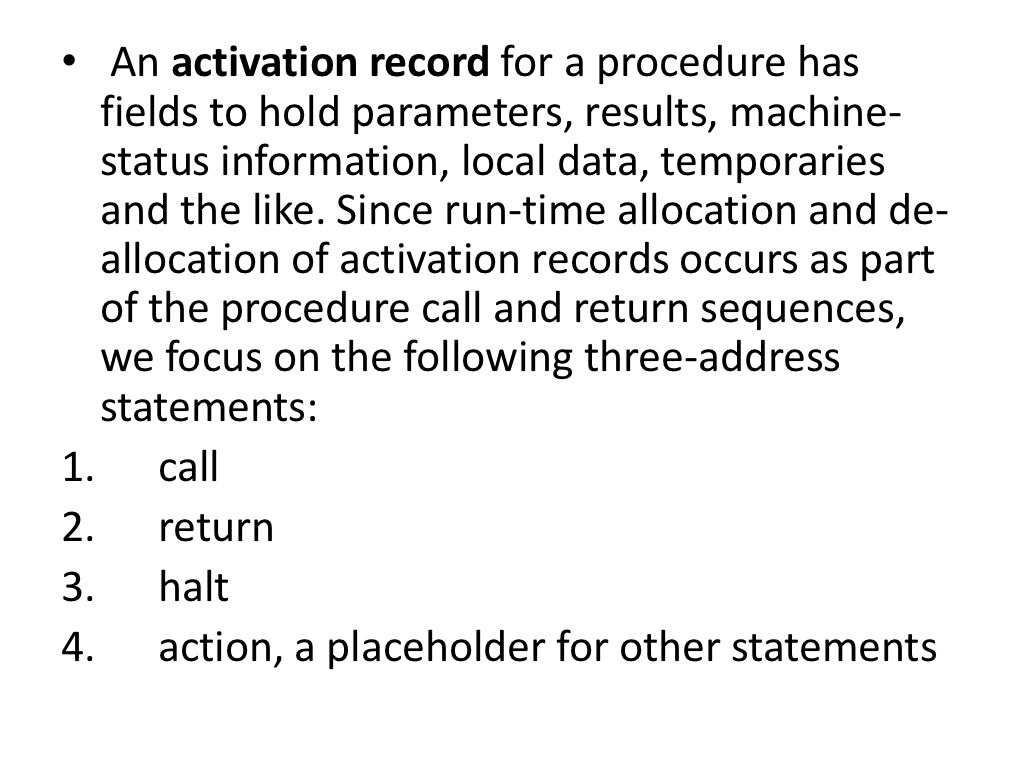 • An activation record for a procedure has
fields to hold parameters, results, machine-
status information, local data, temporaries
and the like. Since run-time allocation and de-
allocation of activation records occurs as part
of the procedure call and return sequences,
we focus on the following three-address
statements:
1. call
2. return
3. halt
4. action, a placeholder for other statements